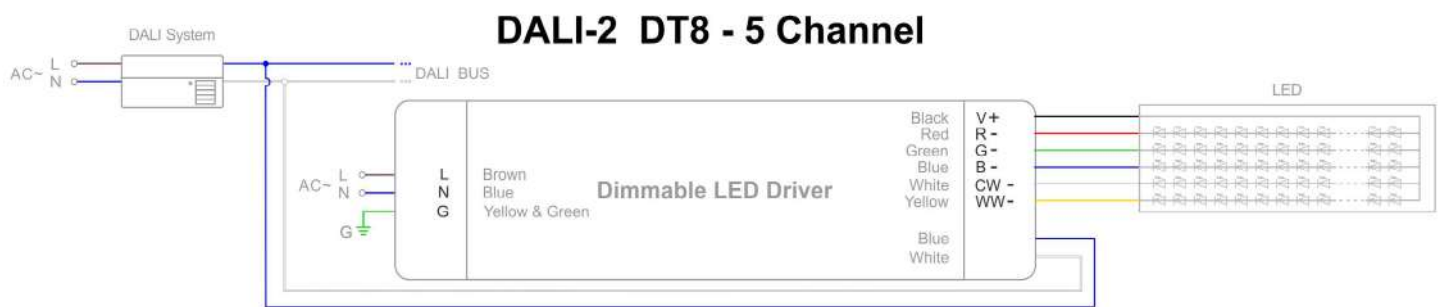 DALI-2 DT8 - 5 Channel
DALI System
AC~ L
N
DALI BUS
LED
Black V+
Red R-
Green G-
Blue B-
White CW -
Yellow WW-
AC~ L L Brown
N N Blue
G G Yellow & Green
Dimmable LED Driver
Blue
White